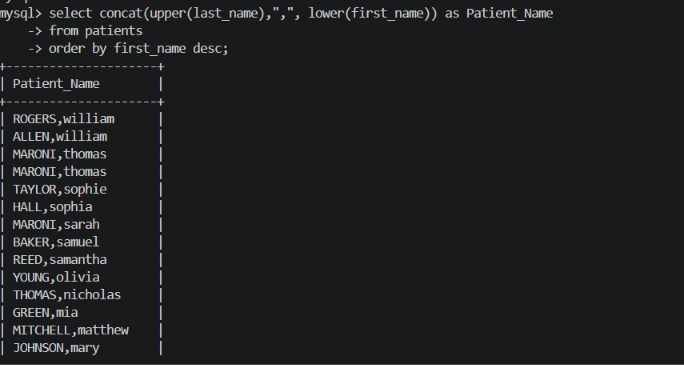 mysql> select concat(upper(last_name),",", lower(first_name)) as Patient_Name
    -> from patients
    -> order by first_name desc;
+---------------------+
| Patient_Name        |
+---------------------+
| ROGERS,william      |
| ALLEN,william       |
| MARONI,thomas       |
| MARONI,thomas       |
| TAYLOR,sophie       |
| HALL,sophia         |
| MARONI,sarah        |
| BAKER,samuel        |
| REED,samantha       |
| YOUNG,olivia        |
| THOMAS,nicholas     |
| GREEN,mia           |
| MITCHELL,matthew    |
| JOHNSON,mary        |